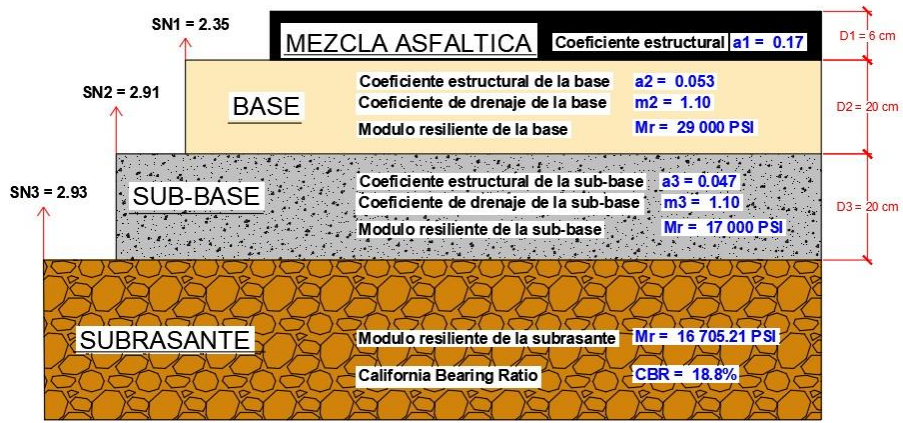 SN1 = 2.35
MEZCLA ASFALTICA
Coeficiente estructural a1 = 0.17
D1 = 6 cm
SN2 = 2.91
BASE
Coeficiente estructural de la base a2 = 0.053
Coeficiente de drenaje de la base m2 = 1.10
Modulo resiliente de la base Mr = 29 000 PSI
D2 = 20 cm
SN3 = 2.93
SUB-BASE
Coeficiente estructural de la sub-base a3 = 0.047
Coeficiente de drenaje de la sub-base m3 = 1.10
Modulo resiliente de la sub-base Mr = 17 000 PSI
D3 = 20 cm
SUBRASANTE
Modulo resiliente de la subrasante Mr = 16 705.21 PSI
California Bearing Ratio CBR = 18.8%